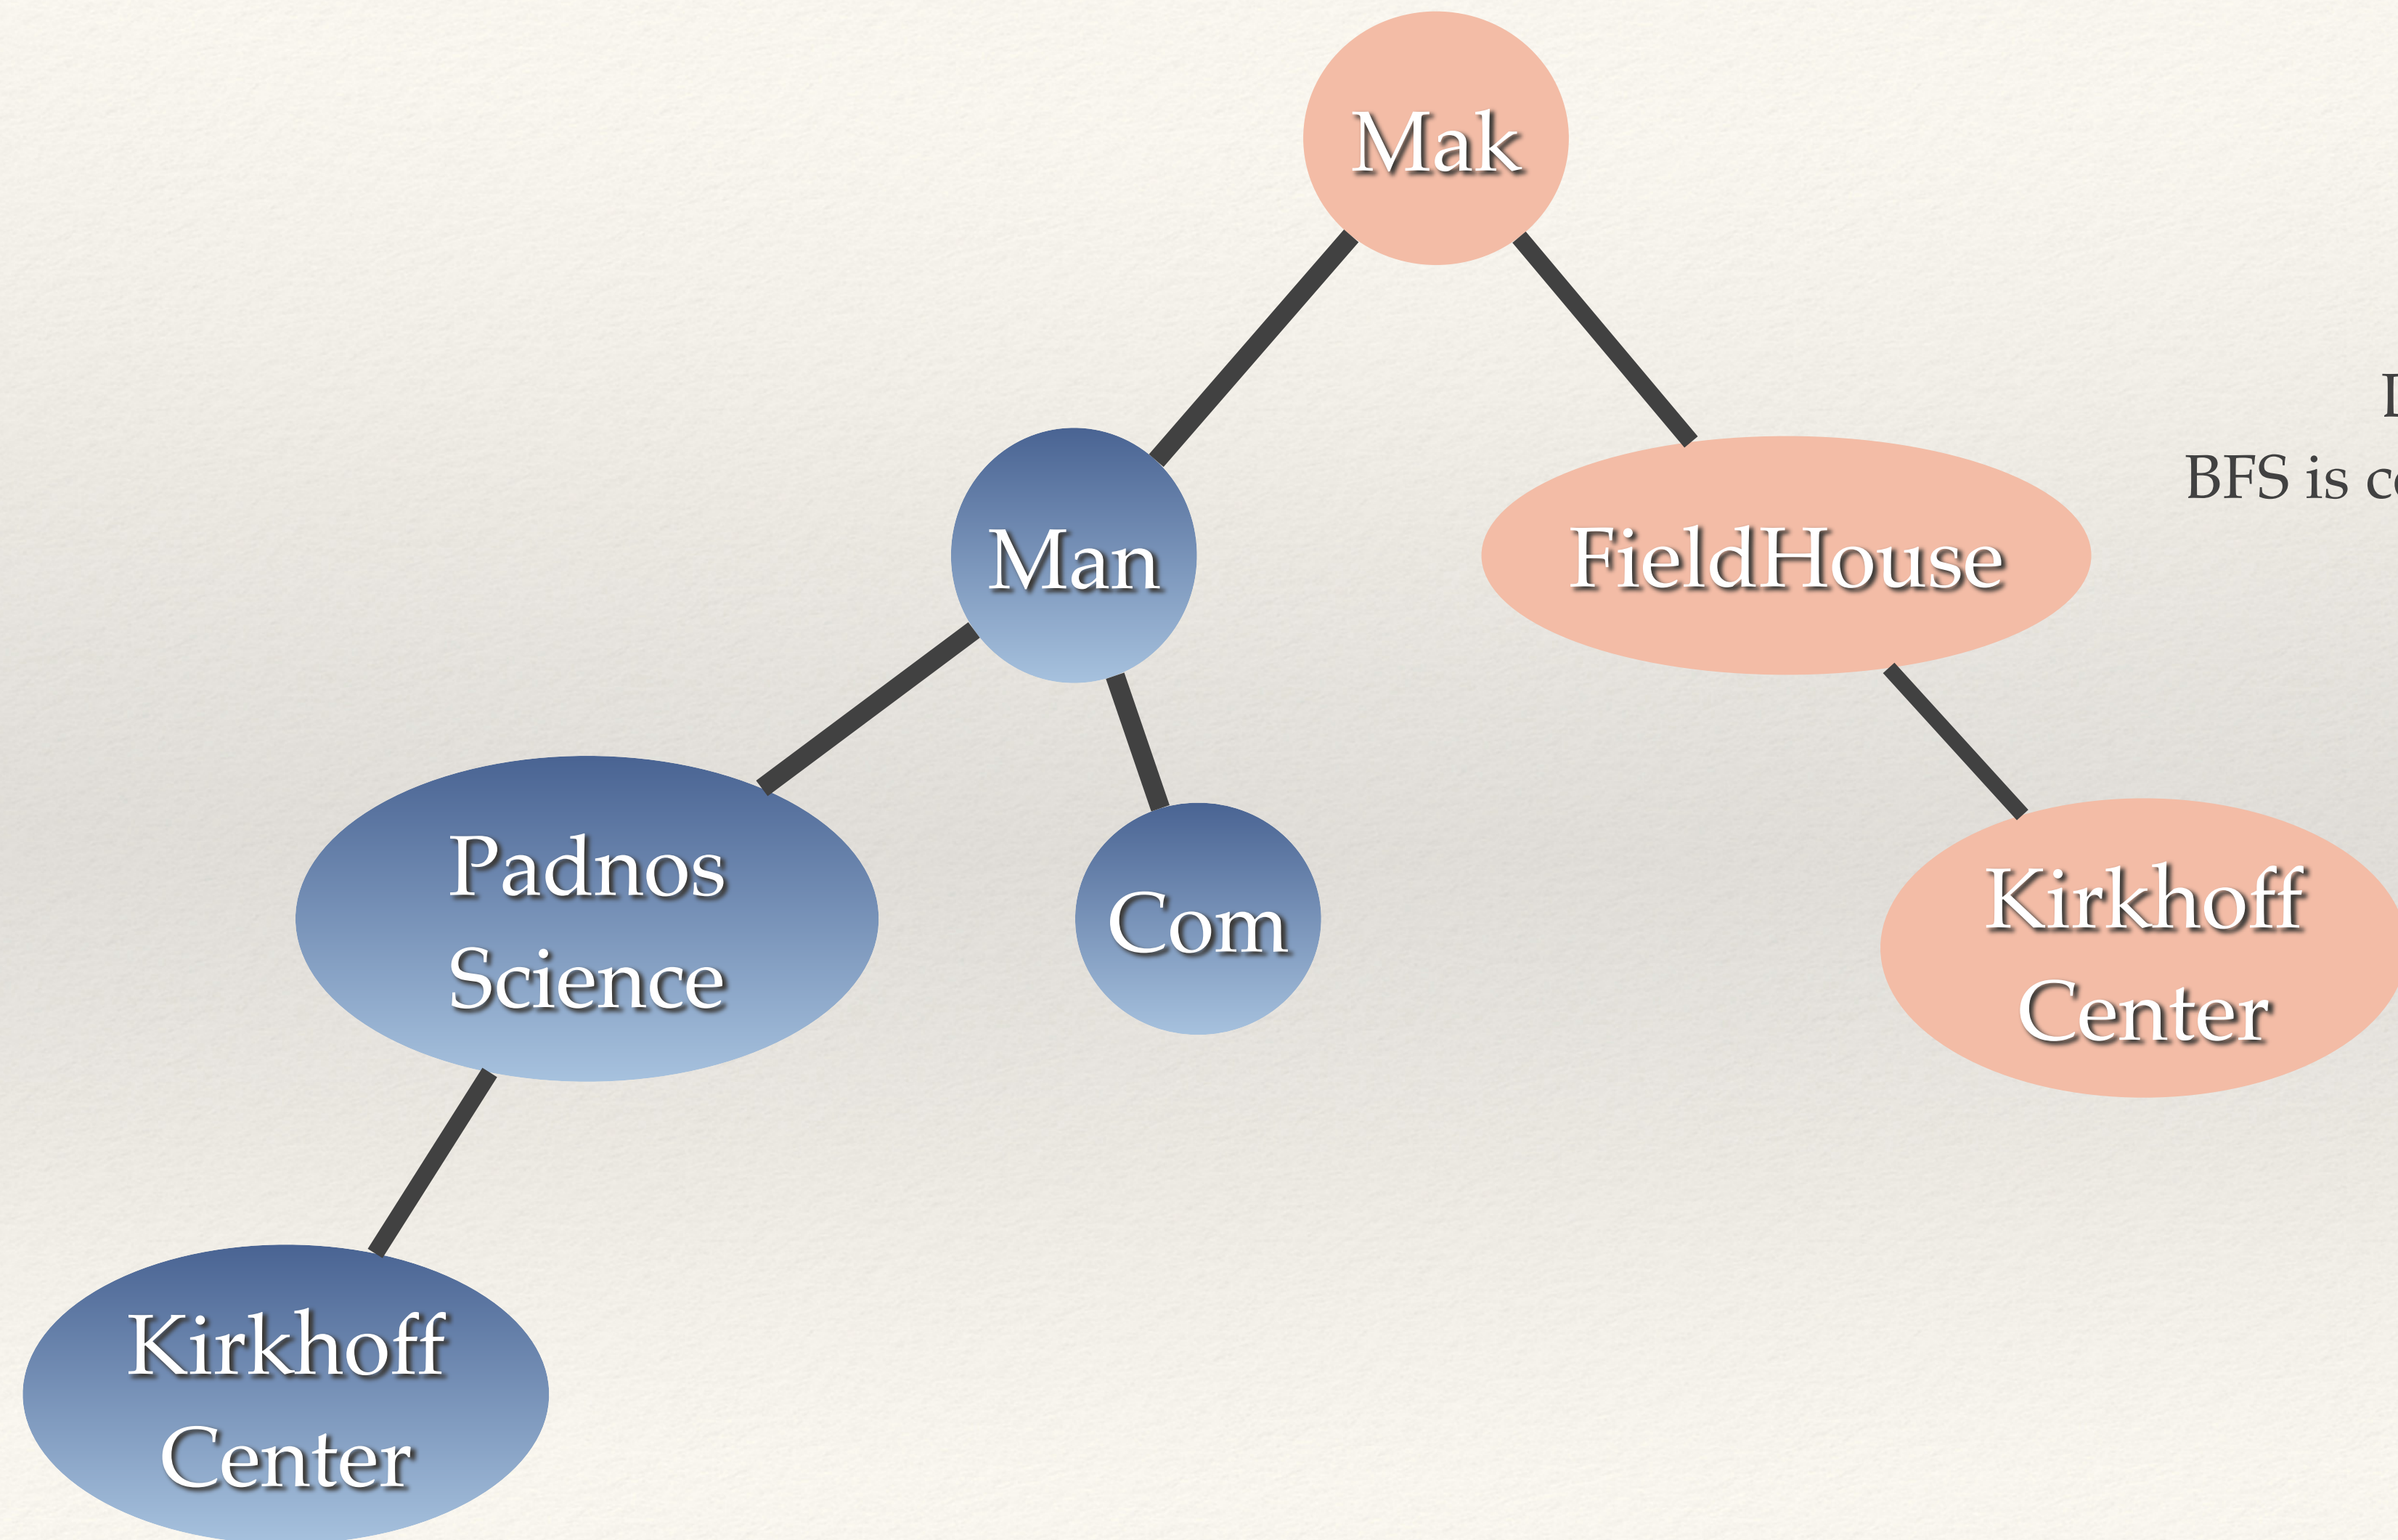 Mak
BFS is
Man
FieldHouse
Padnos
Science
Com
Kirkhoff
Center
Kirkhoff
Center